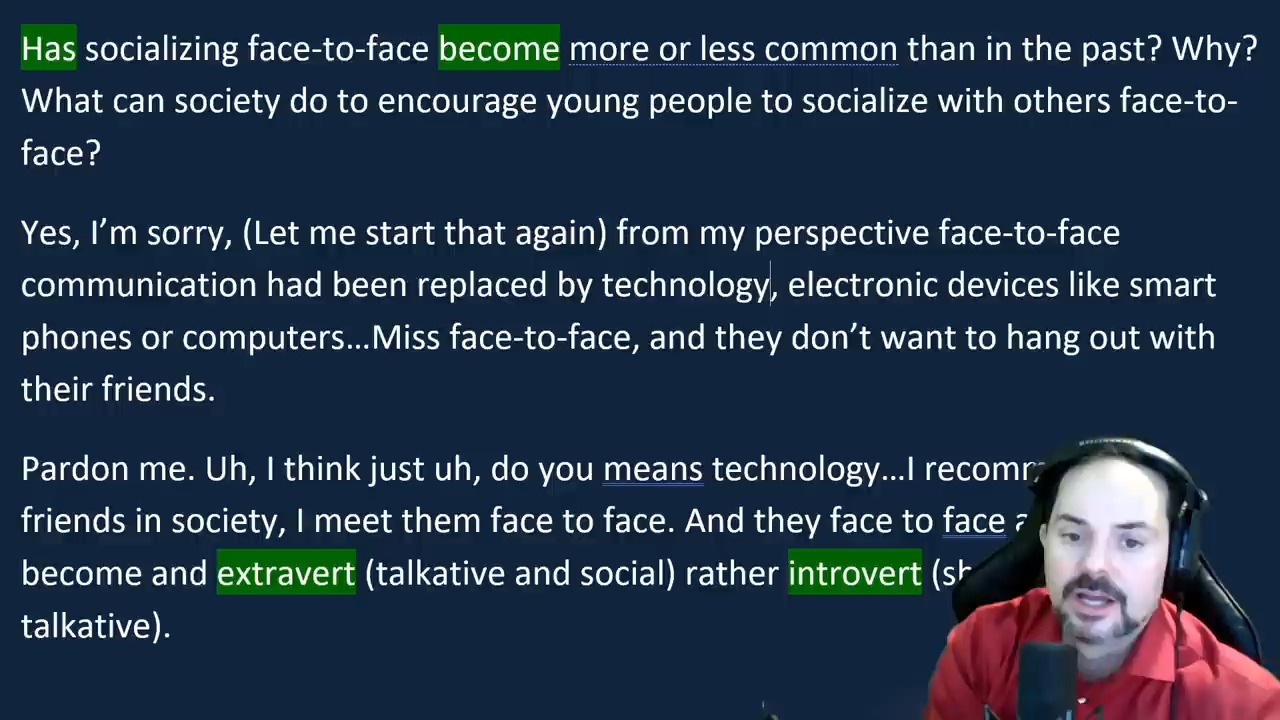 Has socializing face-to-face become more or less common than in the past? Why?
What can society do to encourage young people to socialize with others face-to-
face?
Yes, I’m sorry, (Let me start that again) from my perspective face-to-face
communication had been replaced by technology, electronic devices like smart
phones or computers…Miss face-to-face, and they don’t want to hang out with
their friends.
Pardon me. Uh, I think just uh, do you means technology…I
friends in society, I meet them face to face. And they face to face
become and extravert (talkative and social) rather introvert
talkative).